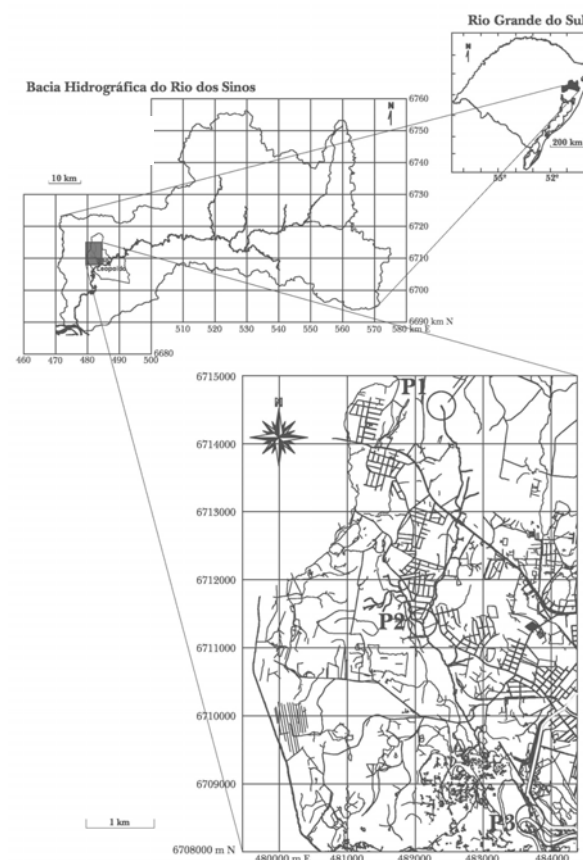 Rio Grande do Sul
N
200 km
55° 52°
Bacia Hidrográfica do Rio dos Sinos
N
10 km
6760
6750
6740
6730
6720
6710
6700
6690 km N
Leopoldo
510 520 530 540 550 560 570 580 km E
460 470 480 490 500
6680
6715000
P1
N
6714000
6713000
6712000
P2
6711000
6710000
6709000
1 km
P3
6708000 m N
480000 m E 481000 482000 483000 484000